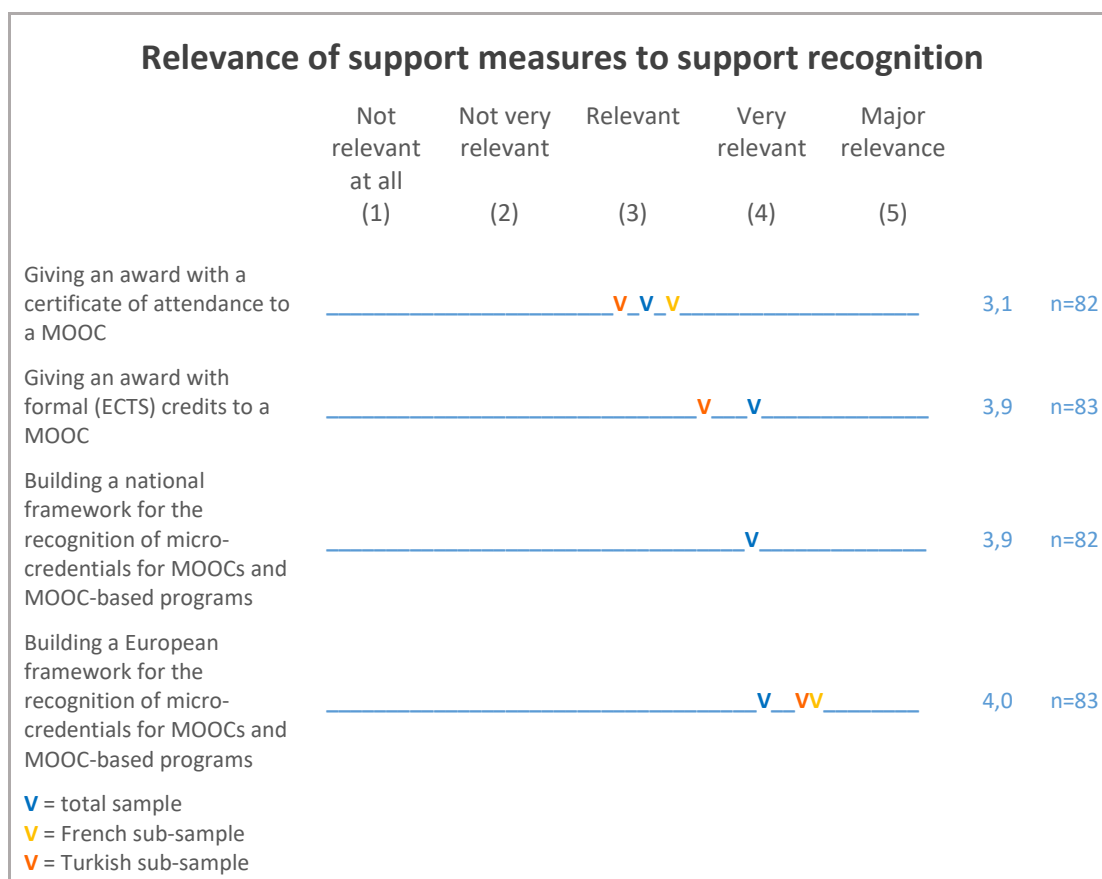 Relevance of support measures to support recognition
Not relevant at all (1)
Not very relevant (2)
Relevant (3)
Very relevant (4)
Major relevance (5)
Giving an award with a
certificate of attendance to
a MOOC
V V V
3,1 n=82
Giving an award with
formal (ECTS) credits to a
MOOC
V V
3,9 n=83
Building a national
framework for the
recognition of micro-
credentials for MOOCs and
MOOC-based programs
V
3,9 n=82
Building a European
framework for the
recognition of micro-
credentials for MOOCs and
MOOC-based programs
V VV
4,0 n=83
V = total sample
V = French sub-sample
V = Turkish sub-sample